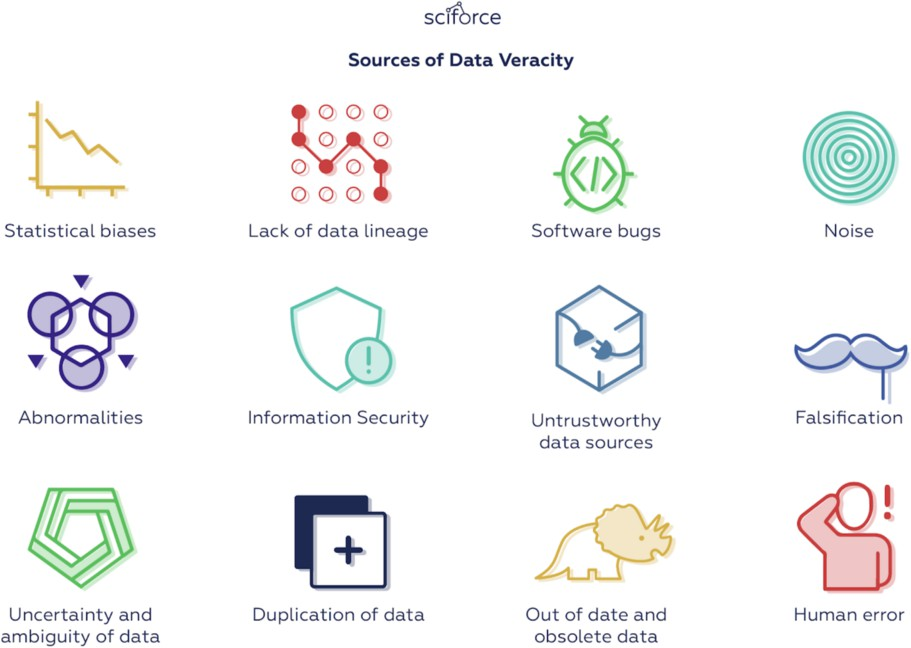 sciforce
Sources of Data Veracity
Statistical biases
Lack of data lineage
Software bugs
Noise
Abnormalities
Information Security
Untrustworthy
data sources
Falsification
Uncertainty and
ambiguity of data
Duplication of data
Out of date and
obsolete data
Human error